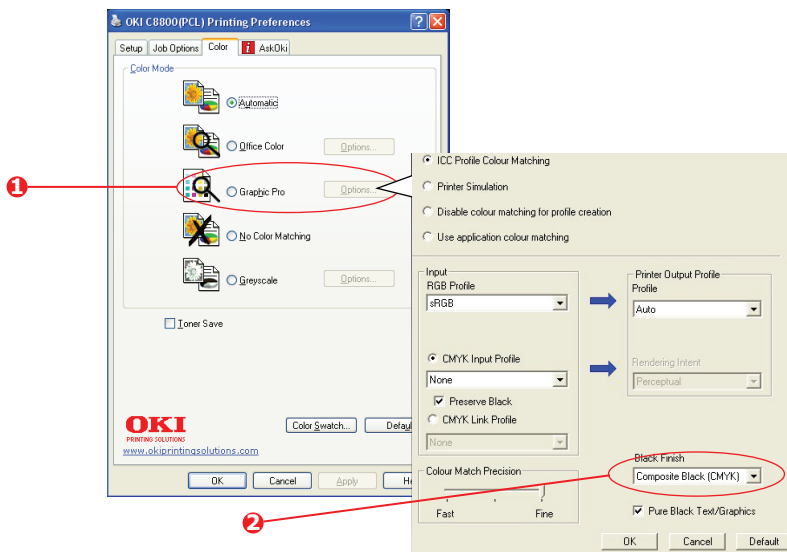 OKI C8800(PCL) Printing Preferences
Setup Job Options Color AskOki
Color Mode
Automatic
Office Color Options...
Graphic Pro Options...
No Color Matching
Greyscale Options...
Toner Save
OKI
PRINTING SOLUTIONS
www.okiprintingsolutions.com
Color Swatch...
OK Cancel Apply
1
ICC Profile Colour Matching
Printer Simulation
Disable colour matching for profile creation
Use application colour matching
Input
RGB Profile
sRGB
CMYK Input Profile
None
Preserve Black
CMYK Link Profile
None
Printer Output Profile
Profile
Auto
Rendering Intent
Perceptual
Colour Match Precision
Fast Fine
Black Finish
Composite Black (CMYK)
Pure Black Text/Graphics
OK Cancel Default
2